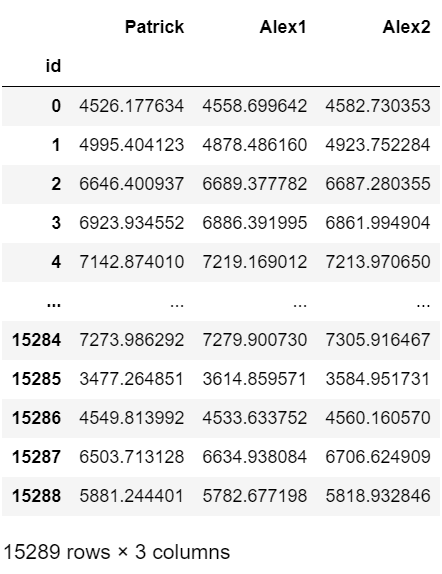 Patrick Alex1 Alex2
id
0 4526.177634 4558.699642 4582.730353
1 4995.404123 4878.486160 4923.752284
2 6646.400937 6689.377782 6687.280355
3 6923.934552 6886.391995 6861.994904
4 7142.874010 7219.169012 7213.970650
... ... ... ...
15284 7273.986292 7279.900730 7305.916467
15285 3477.264851 3614.859571 3584.951731
15286 4549.813992 4533.633752 4560.160570
15287 6503.713128 6634.938084 6706.624909
15288 5881.244401 5782.677198 5818.932846
15289 rows × 3 columns